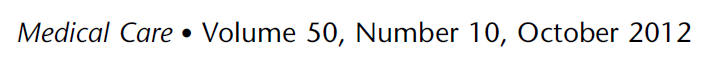 Medical Care • Volume 50, Number 10, October 2012